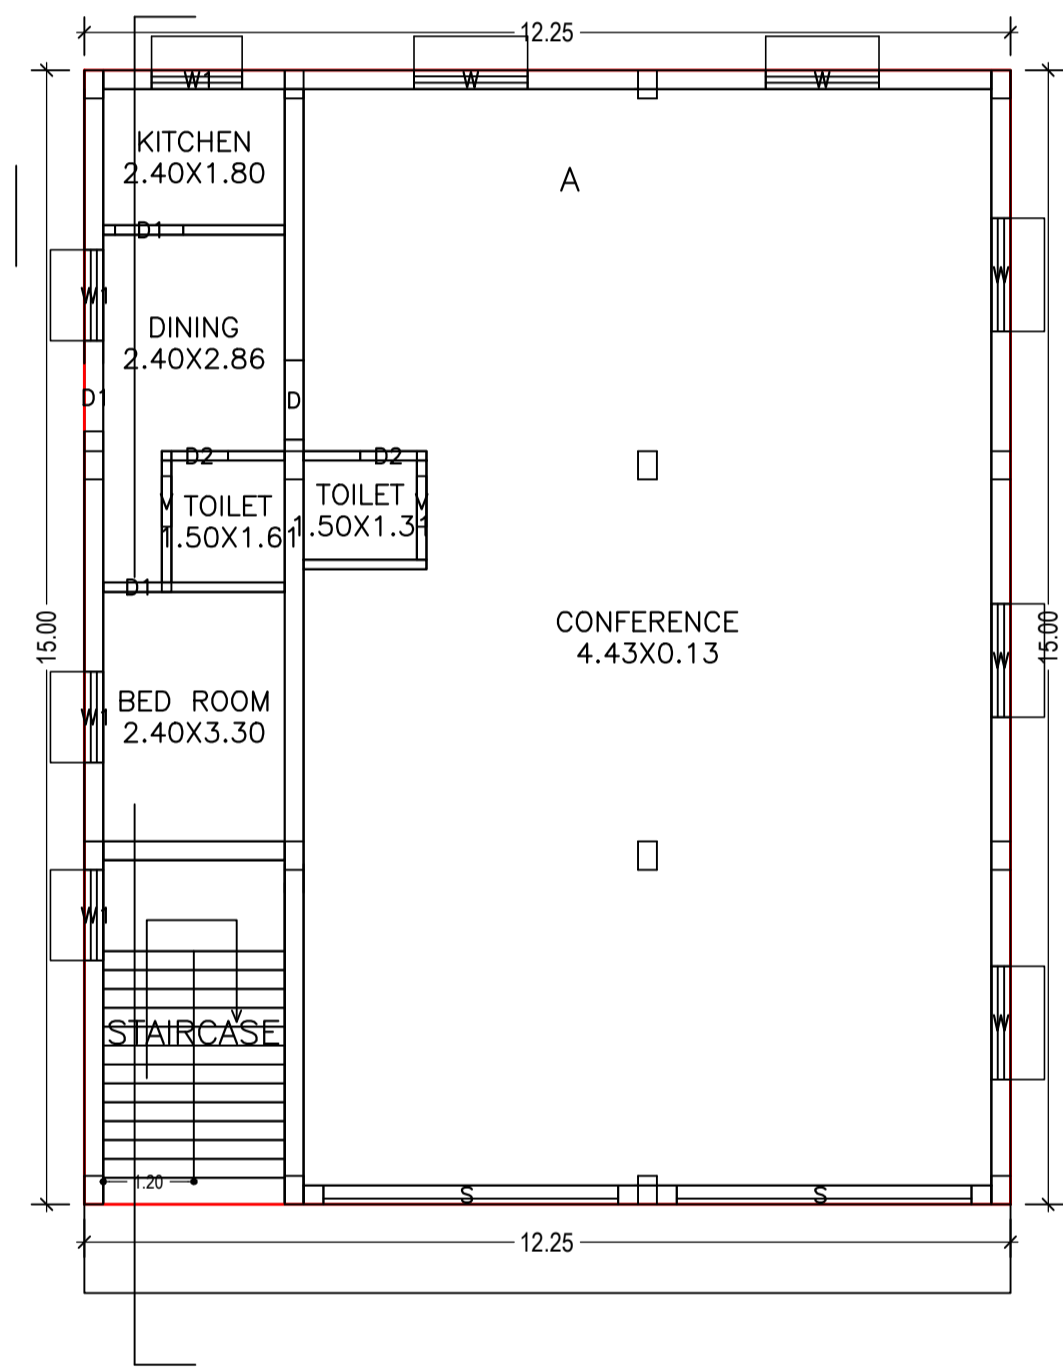 12.25
W1
W
W
KITCHEN
2.40X1.80
A
D1
W1
W
DINING
2.40X2.86
D1
D
D2
D2
V
V
TOILET
1.50X1.61
TOILET
1.50X1.31
D1
15.00
CONFERENCE
4.43X0.13
15.00
W
BED ROOM
2.40X3.30
W1
W1
STAIRCASE
W
1.20
S
S
12.25